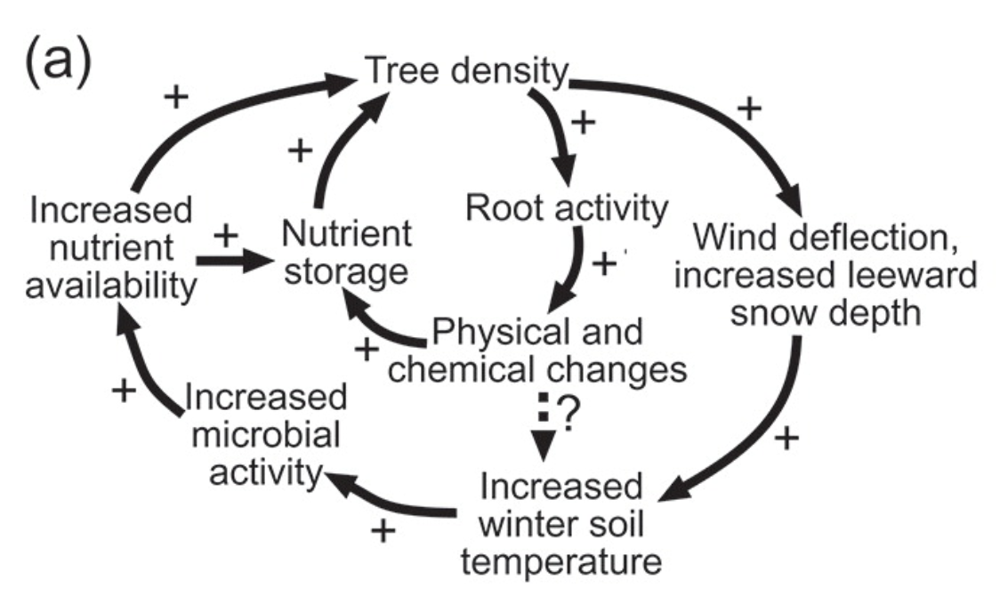 (a)
Tree density
+
+
+
+
Root activity
Increased
nutrient
availability
+
Nutrient
storage
+
Wind deflection,
increased leeward
snow depth
Physical and
chemical changes
+
?
+
Increased
microbial
activity
+
+
Increased
winter soil
temperature